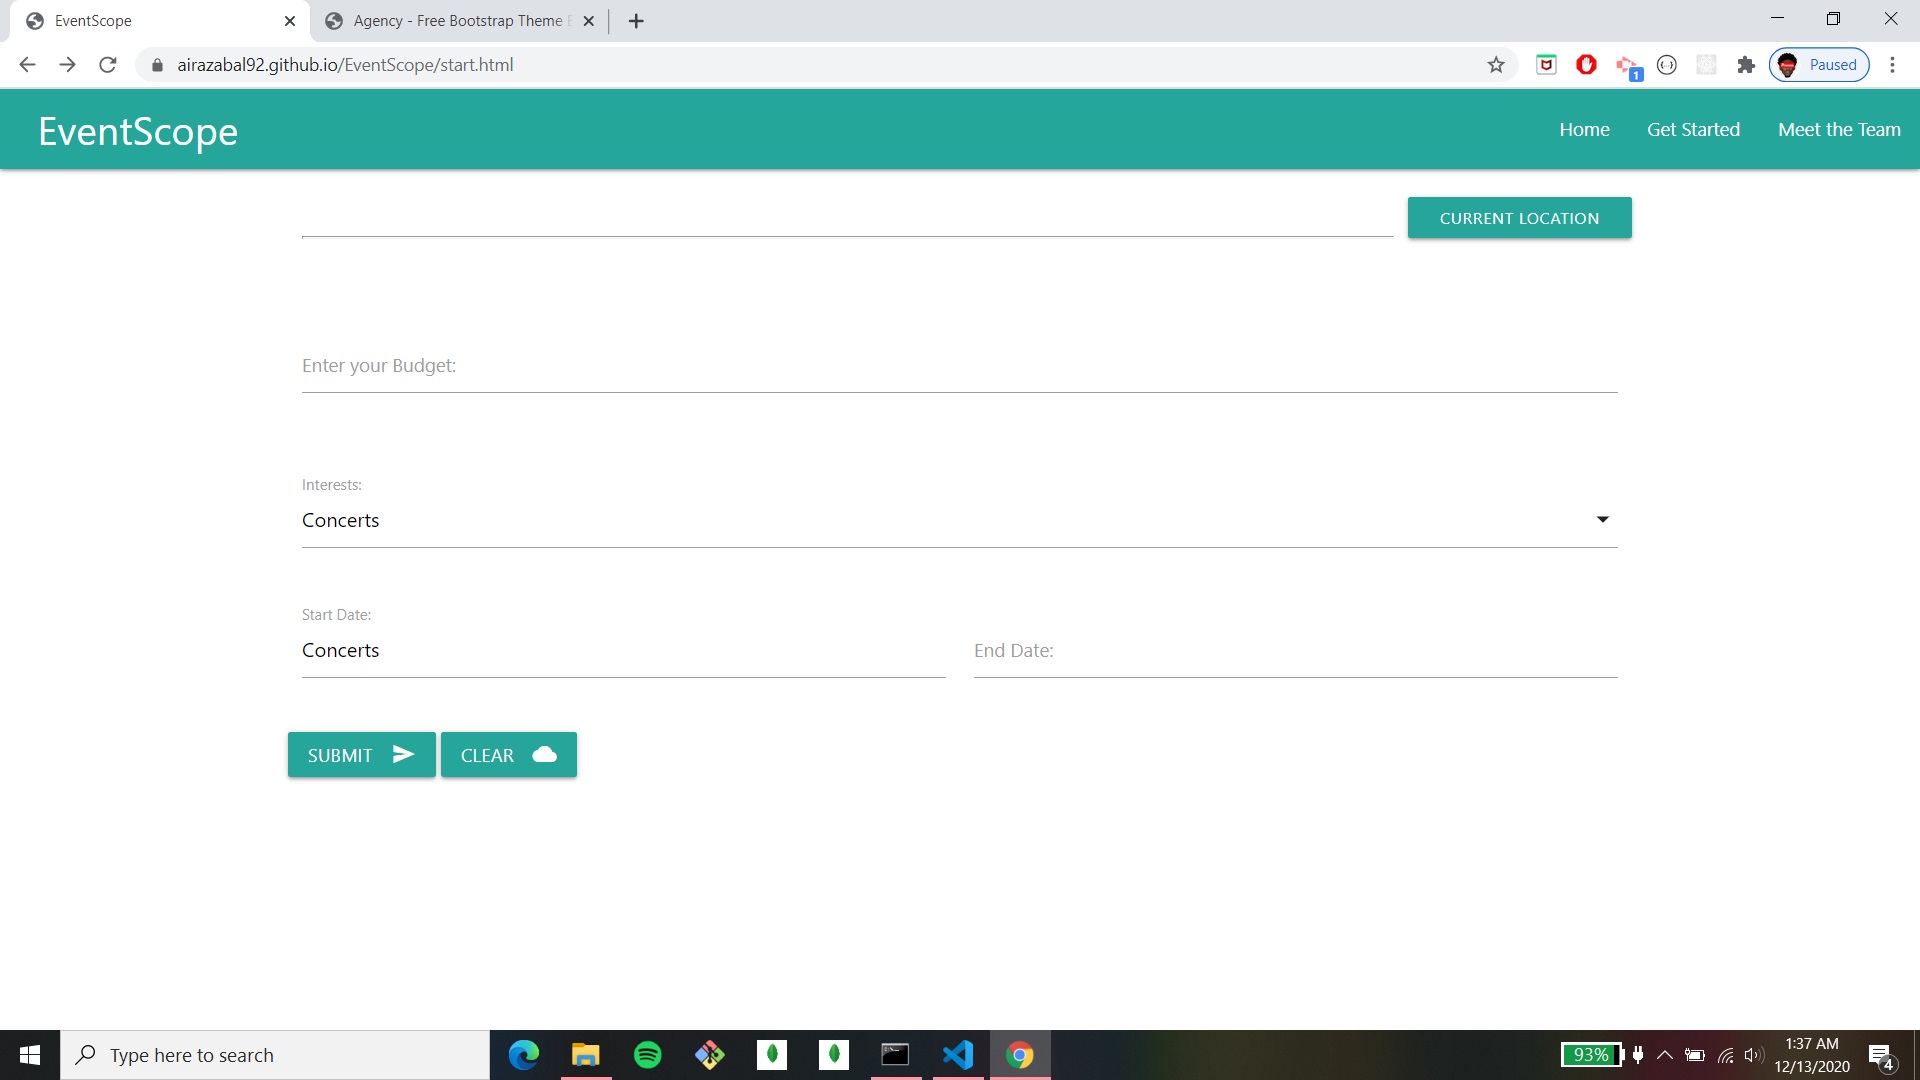 EventScope
Agency - Free Bootstrap Theme
airazabal92.github.io/EventScope/start.html
1
Paused
EventScope
Home
Get Started
Meet the Team
CURRENT LOCATION
Enter your Budget:
Interests:
Concerts
Start Date:
Concerts
End Date:
SUBMIT
CLEAR
Type here to search
93%
1:37 AM
12/13/2020
4